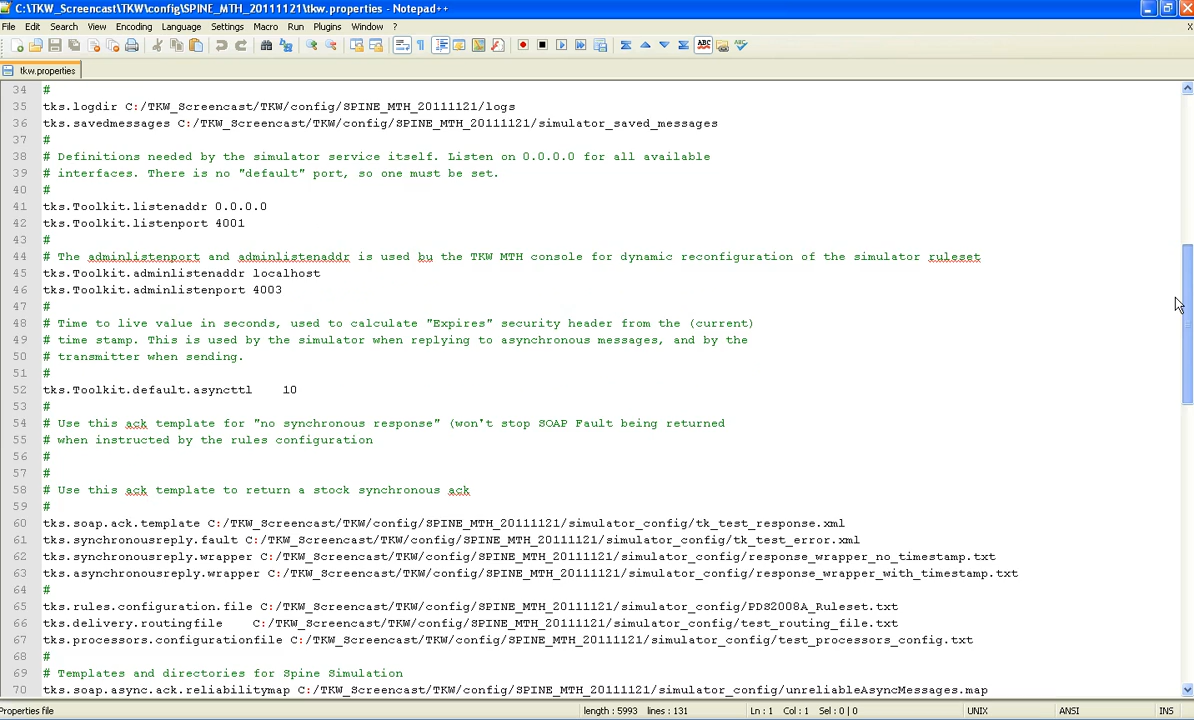 C:\TKW_Screencast\TKW\config\SPINE_MTH_20111121\tkw.properties - Notepad++
File Edit Search View Encoding Language Settings Macro Run Plugins Window ? X
tkw.properties
34 #
35 tks.logdir C:/TKW_Screencast/TKW/config/SPINE_MTH_20111121/logs
36 tks.savedmessages C:/TKW_Screencast/TKW/config/SPINE_MTH_20111121/simulator_saved_messages
37 #
38 # Definitions needed by the simulator service itself. Listen on 0.0.0.0 for all available
39 # interfaces. There is no "default" port, so one must be set.
40 #
41 tks.Toolkit.listenaddr 0.0.0.0
42 tks.Toolkit.listenport 4001
43 #
44 # The adminlistenport and adminlistenaddr is used bu the TKW MTH console for dynamic reconfiguration of the simulator ruleset
45 tks.Toolkit.adminlistenaddr localhost
46 tks.Toolkit.adminlistenport 4003
47 #
48 # Time to live value in seconds, used to calculate "Expires" security header from the (current)
49 # time stamp. This is used by the simulator when replying to asynchronous messages, and by the
50 # transmitter when sending.
51 #
52 tks.Toolkit.default.asyncttl 10
53 #
54 # Use this ack template for "no synchronous response" (won't stop SOAP Fault being returned
55 # when instructed by the rules configuration
56 #
57 #
58 # Use this ack template to return a stock synchronous ack
59 #
60 tks.soap.ack.template C:/TKW_Screencast/TKW/config/SPINE_MTH_20111121/simulator_config/tk_test_response.xml
61 tks.synchronousreply.fault C:/TKW_Screencast/TKW/config/SPINE_MTH_20111121/simulator_config/tk_test_error.xml
62 tks.synchronousreply.wrapper C:/TKW_Screencast/TKW/config/SPINE_MTH_20111121/simulator_config/response_wrapper_no_timestamp.txt
63 tks.asynchronousreply.wrapper C:/TKW_Screencast/TKW/config/SPINE_MTH_20111121/simulator_config/response_wrapper_with_timestamp.txt
64 #
65 tks.rules.configuration.file C:/TKW_Screencast/TKW/config/SPINE_MTH_20111121/simulator_config/PDS2008A_Ruleset.txt
66 tks.delivery.routingfile C:/TKW_Screencast/TKW/config/SPINE_MTH_20111121/simulator_config/test_routing_file.txt
67 tks.processors.configurationfile C:/TKW_Screencast/TKW/config/SPINE_MTH_20111121/simulator_config/test_processors_config.txt
68 #
69 # Templates and directories for Spine Simulation
70 tks.soap.async.ack.reliabilitymap C:/TKW_Screencast/TKW/config/SPINE_MTH_20111121/simulator_config/unreliableAsyncMessages.map
Properties file length : 5993 lines : 131 Ln : 1 Col : 1 Sel : 0 | 0 UNIX ANSI INS